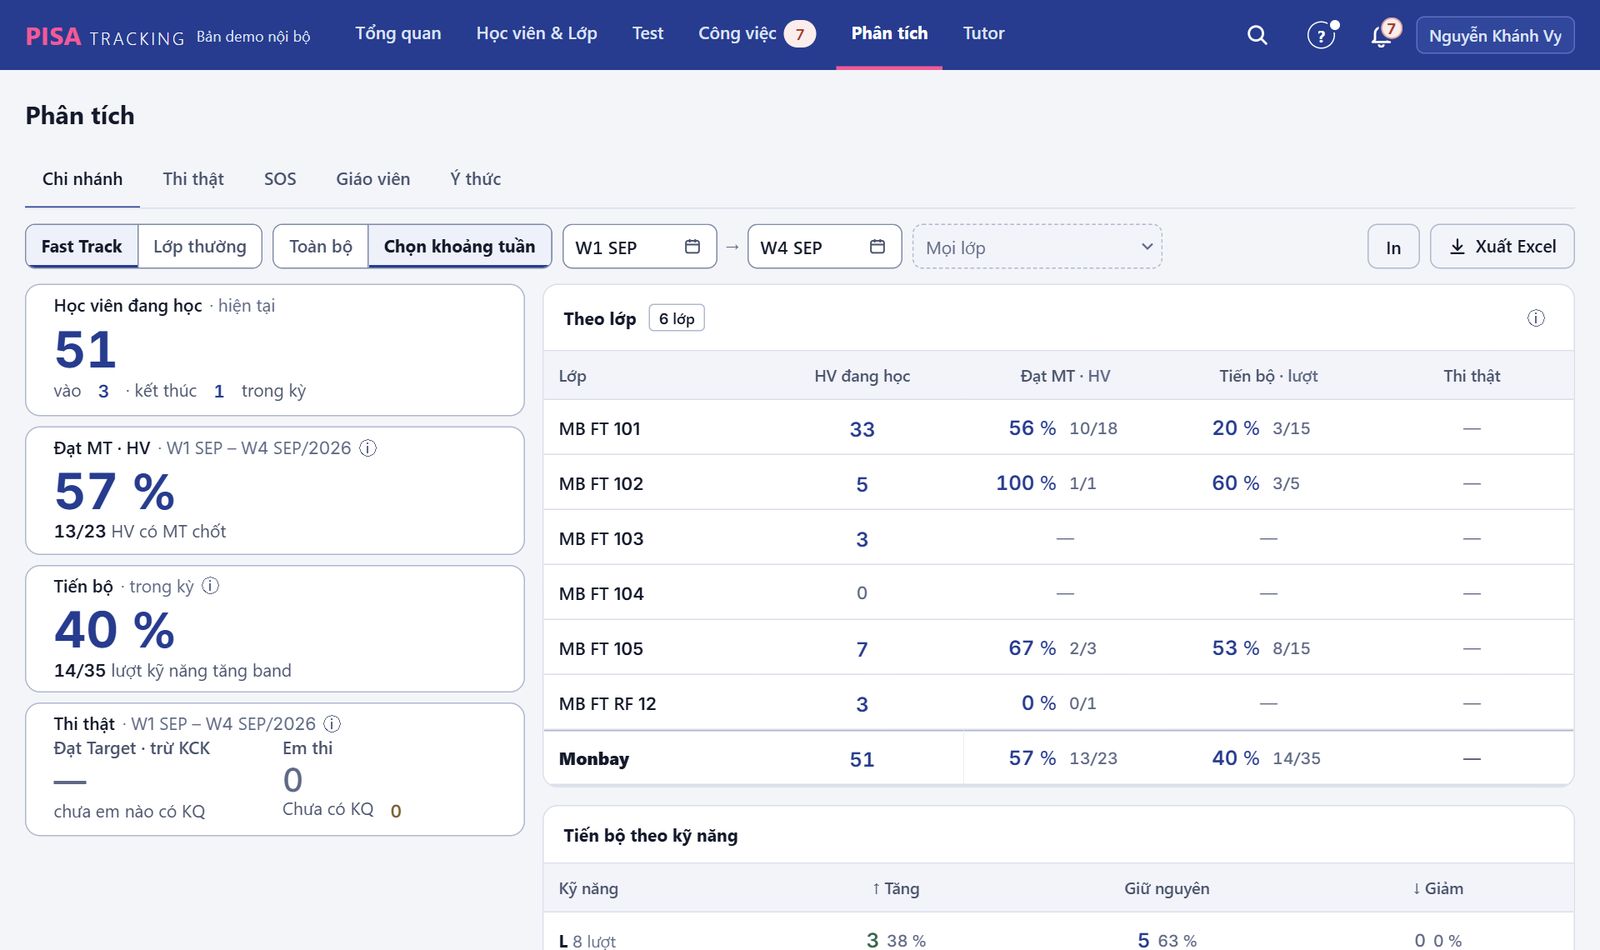 PISA TRACKING Bản demo nội bộ Tổng quan Học viên & Lớp Test Công việc 7 Phân tích Tutor ? 7 Nguyễn Khánh Vy
Phân tích
Chi nhánh Thi thật SOS Giáo viên Ý thức
Fast Track Lớp thường Toàn bộ Chọn khoảng tuần W1 SEP → W4 SEP Mọi lớp In Xuất Excel
Học viên đang học · hiện tại
51
vào 3 · kết thúc 1 trong kỳ
Đạt MT · HV · W1 SEP – W4 SEP/2026 ⓘ
57 %
13/23 HV có MT chốt
Tiến bộ · trong kỳ ⓘ
40 %
14/35 lượt kỹ năng tăng band
Thi thật · W1 SEP – W4 SEP/2026 ⓘ
Đạt Target · trừ KCK Em thi
— 0
chưa em nào có KQ Chưa có KQ 0
Theo lớp 6 lớp ⓘ
Lớp HV đang học Đạt MT · HV Tiến bộ · lượt Thi thật
MB FT 101 33 56 % 10/18 20 % 3/15 —
MB FT 102 5 100 % 1/1 60 % 3/5 —
MB FT 103 3 — — —
MB FT 104 0 — — —
MB FT 105 7 67 % 2/3 53 % 8/15 —
MB FT RF 12 3 0 % 0/1 — —
Monbay 51 57 % 13/23 40 % 14/35 —
Tiến bộ theo kỹ năng
Kỹ năng ↑ Tăng Giữ nguyên ↓ Giảm
L 8 lượt 3 38 % 5 63 % 0 0 %